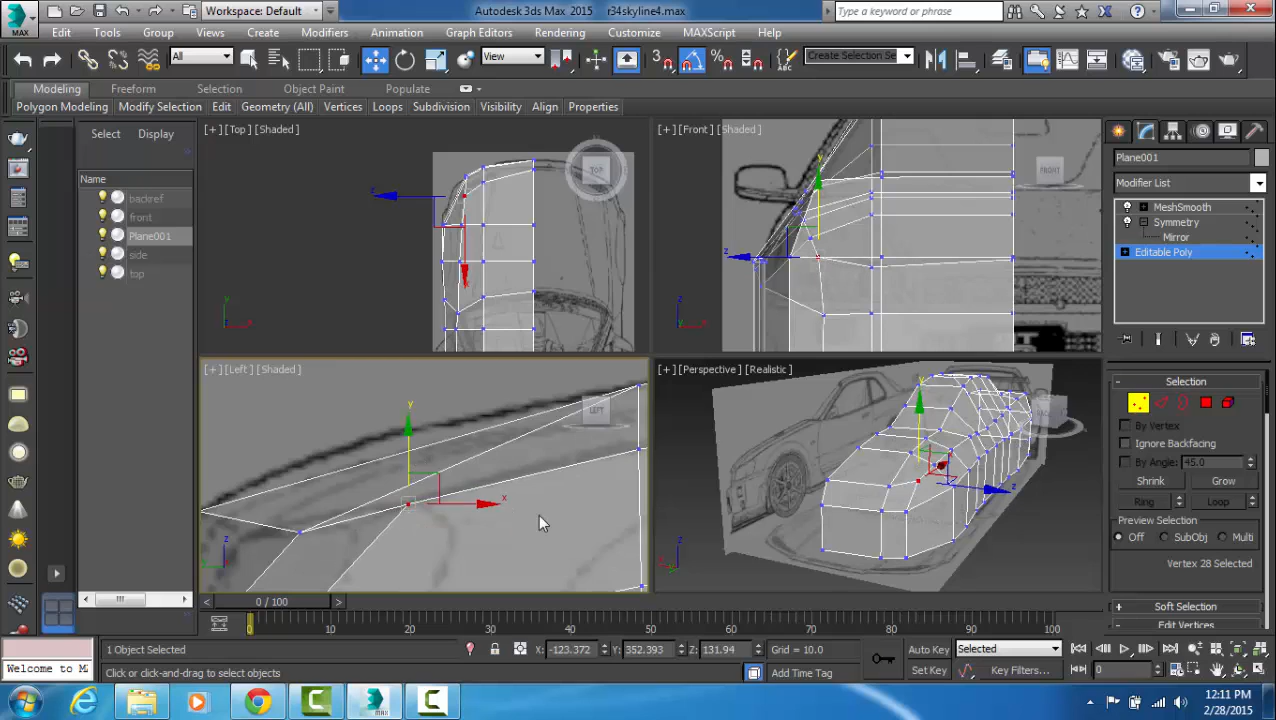 Workspace: Default
Autodesk 3ds Max 2015
r34skyline4.max
Type a keyword or phrase
MAX
Edit
Tools
Group
Views
Create
Modifiers
Animation
Graph Editors
Rendering
Customize
MAXScript
Help
All
View
3
Create Selection Se
Modeling
Freeform
Selection
Object Paint
Populate
Polygon Modeling
Modify Selection
Edit
Geometry (All)
Vertices
Loops
Subdivision
Visibility
Align
Properties
Select
Display
Name
backref
front
Plane001
side
top
[+] [Top] [Shaded]
TOP
[+] [Front] [Shaded]
FRONT
[+] [Left] [Shaded]
LEFT
[+] [Perspective] [Realistic]
Plane001
Modifier List
MeshSmooth
Symmetry
Mirror
Editable Poly
Selection
By Vertex
Ignore Backfacing
By Angle: 45.0
Shrink
Grow
Ring
Loop
Preview Selection
Off
SubObj
Multi
Vertex 28 Selected
Soft Selection
Edit Vertices
0 / 100
0
10
20
30
40
50
60
70
80
90
100
1 Object Selected
X: -123.372
Y: 352.393
Z: 131.94
Grid = 10.0
Auto Key
Selected
Welcome to M
Click or click-and-drag to select objects
Add Time Tag
Set Key
Key Filters...
0
12:11 PM
2/28/2015